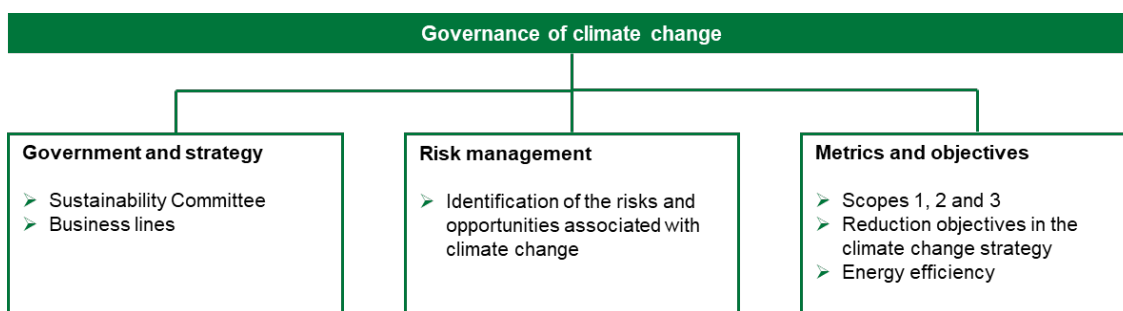 Governance of climate change
Government and strategy
➢ Sustainability Committee
➢ Business lines
Risk management
➢ Identification of the risks and
opportunities associated with
climate change
Metrics and objectives
➢ Scopes 1, 2 and 3
➢ Reduction objectives in the
climate change strategy
➢ Energy efficiency